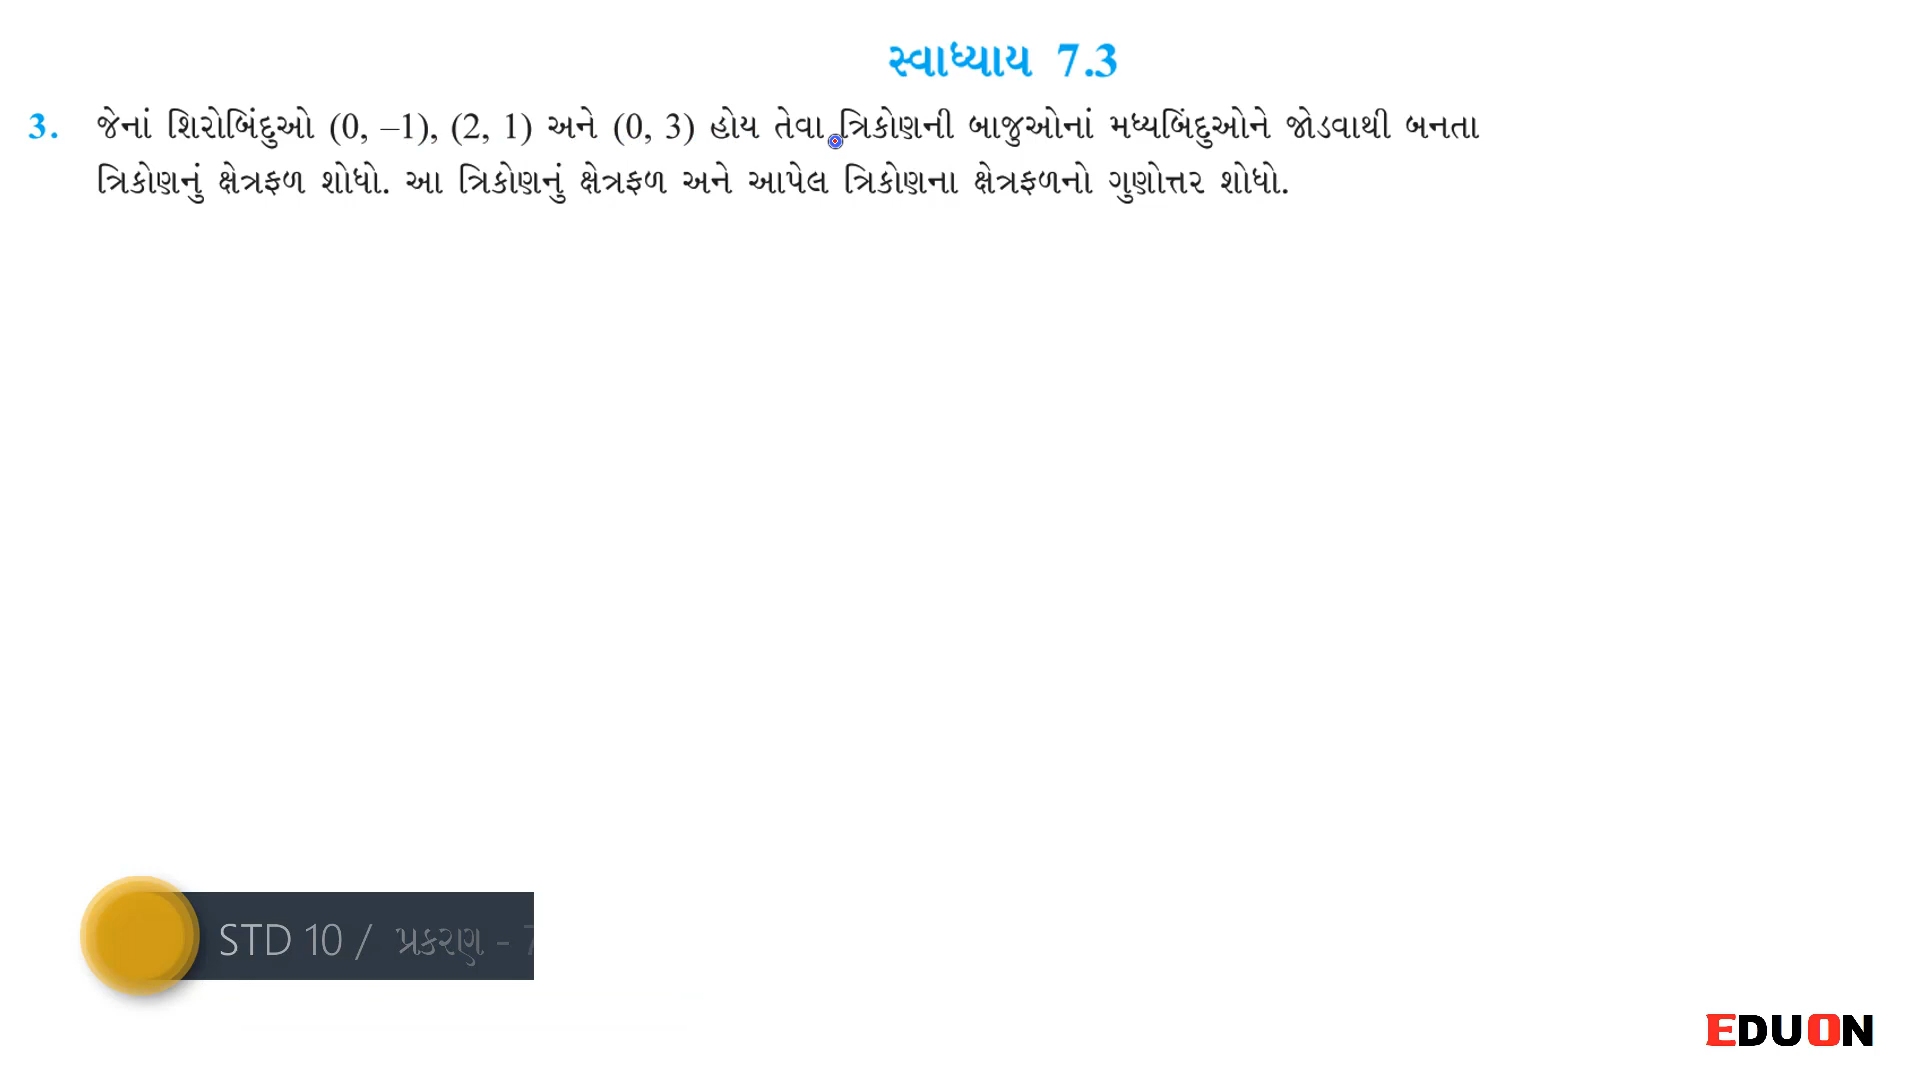 સ્વાધ્યાય 7.3
3. જેનાં શિરોબિંદુઓ (0, –1), (2, 1) અને (0, 3) હોય તેવા ત્રિકોણની બાજુઓનાં મધ્યબિંદુઓને જોડવાથી બનતા
ત્રિકોણનું ક્ષેત્રફળ શોધો. આ ત્રિકોણનું ક્ષેત્રફળ અને આપેલ ત્રિકોણના ક્ષેત્રફળનો ગુણોત્તર શોધો.
STD 10 / પ્રકરણ - 7
EDUON